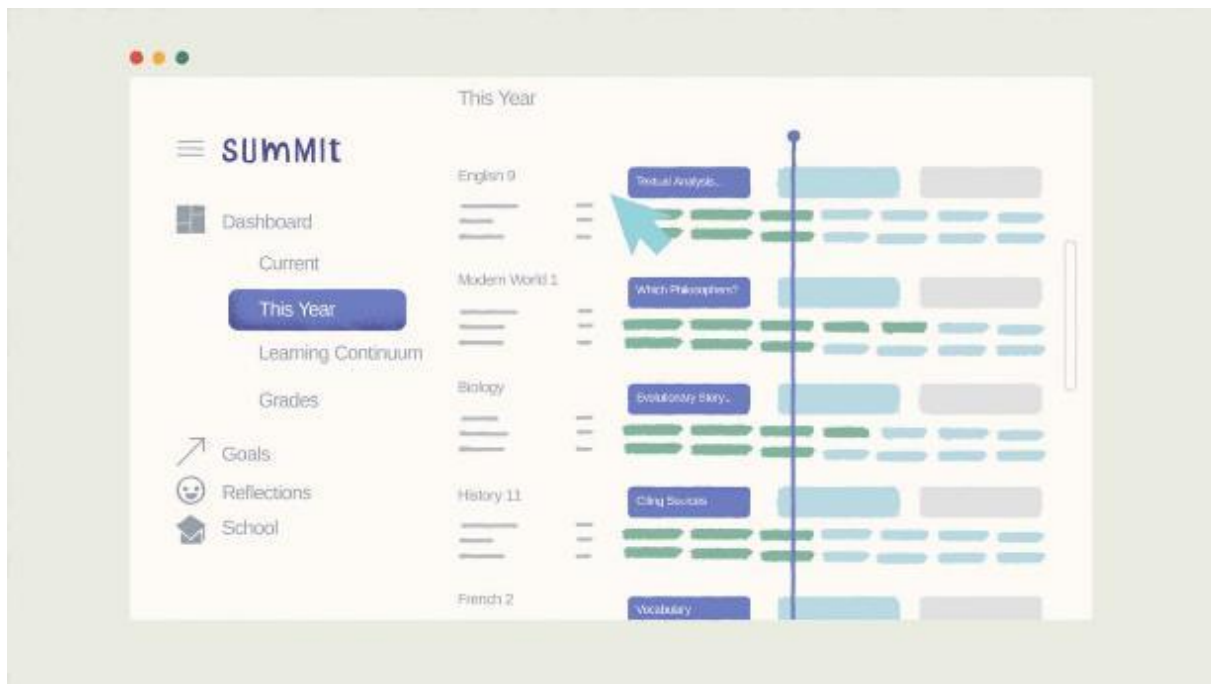 This Year
SUMMIt
Dashboard
Current
This Year
Learning Continuum
Grades
Goals
Reflections
School
English 9
Textual Analysis...
Modern World 1
Which Philosophers?
Biology
Evolutionary Story...
History 11
Citing Sources
French 2
Vocabulary